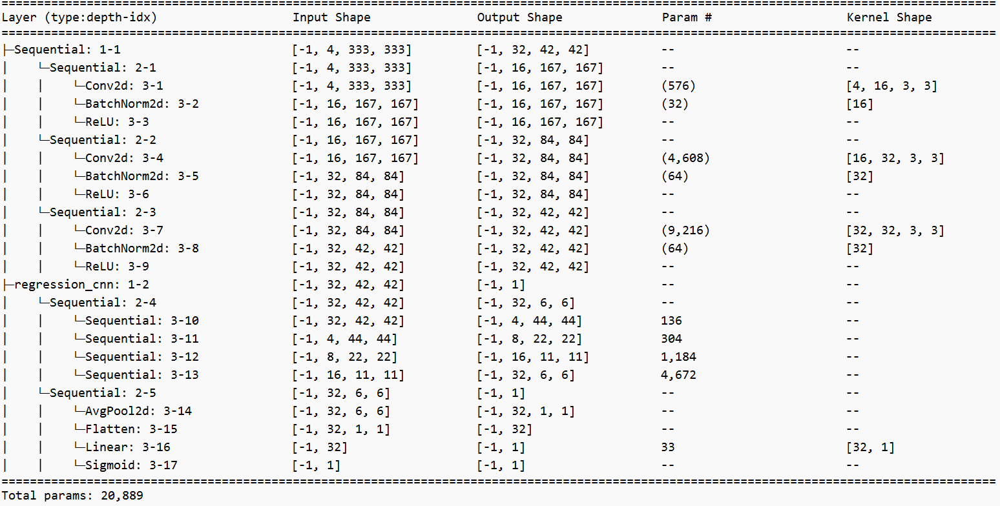 ==========================================================================================================================================
Layer (type:depth-idx)                   Input Shape               Output Shape              Param #                   Kernel Shape
==========================================================================================================================================
├─Sequential: 1-1                        [-1, 4, 333, 333]         [-1, 32, 42, 42]          --                        --
|    └─Sequential: 2-1                   [-1, 4, 333, 333]         [-1, 16, 167, 167]        --                        --
|    |    └─Conv2d: 3-1                  [-1, 4, 333, 333]         [-1, 16, 167, 167]        (576)                     [4, 16, 3, 3]
|    |    └─BatchNorm2d: 3-2             [-1, 16, 167, 167]        [-1, 16, 167, 167]        (32)                      [16]
|    |    └─ReLU: 3-3                    [-1, 16, 167, 167]        [-1, 16, 167, 167]        --                        --
|    └─Sequential: 2-2                   [-1, 16, 167, 167]        [-1, 32, 84, 84]          --                        --
|    |    └─Conv2d: 3-4                  [-1, 16, 167, 167]        [-1, 32, 84, 84]          (4,608)                   [16, 32, 3, 3]
|    |    └─BatchNorm2d: 3-5             [-1, 32, 84, 84]          [-1, 32, 84, 84]          (64)                      [32]
|    |    └─ReLU: 3-6                    [-1, 32, 84, 84]          [-1, 32, 84, 84]          --                        --
|    └─Sequential: 2-3                   [-1, 32, 84, 84]          [-1, 32, 42, 42]          --                        --
|    |    └─Conv2d: 3-7                  [-1, 32, 84, 84]          [-1, 32, 42, 42]          (9,216)                   [32, 32, 3, 3]
|    |    └─BatchNorm2d: 3-8             [-1, 32, 42, 42]          [-1, 32, 42, 42]          (64)                      [32]
|    |    └─ReLU: 3-9                    [-1, 32, 42, 42]          [-1, 32, 42, 42]          --                        --
├─regression_cnn: 1-2                    [-1, 32, 42, 42]          [-1, 1]                   --                        --
|    └─Sequential: 2-4                   [-1, 32, 42, 42]          [-1, 32, 6, 6]            --                        --
|    |    └─Sequential: 3-10             [-1, 32, 42, 42]          [-1, 4, 44, 44]           136                       --
|    |    └─Sequential: 3-11             [-1, 4, 44, 44]           [-1, 8, 22, 22]           304                       --
|    |    └─Sequential: 3-12             [-1, 8, 22, 22]           [-1, 16, 11, 11]          1,184                     --
|    |    └─Sequential: 3-13             [-1, 16, 11, 11]          [-1, 32, 6, 6]            4,672                     --
|    └─Sequential: 2-5                   [-1, 32, 6, 6]            [-1, 1]                   --                        --
|    |    └─AvgPool2d: 3-14              [-1, 32, 6, 6]            [-1, 32, 1, 1]            --                        --
|    |    └─Flatten: 3-15                [-1, 32, 1, 1]            [-1, 32]                  --                        --
|    |    └─Linear: 3-16                 [-1, 32]                  [-1, 1]                   33                        [32, 1]
|    |    └─Sigmoid: 3-17                [-1, 1]                   [-1, 1]                   --                        --
==========================================================================================================================================
Total params: 20,889